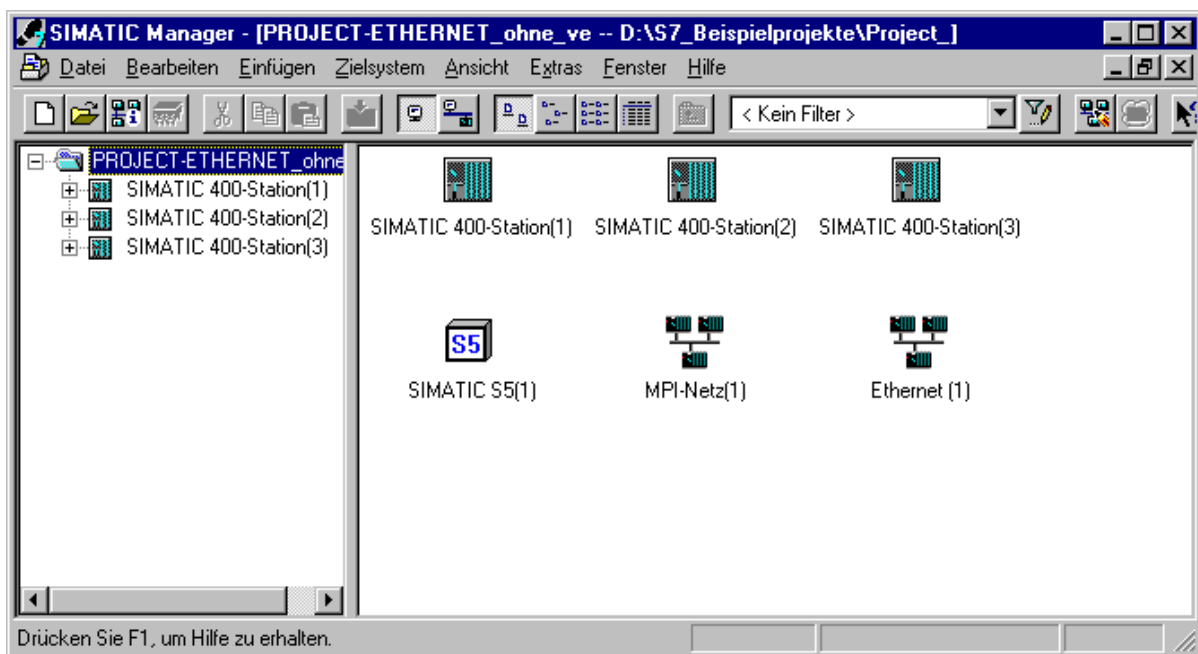 SIMATIC Manager - [PROJECT-ETHERNET_ohne_ve -- D:\S7_Beispielprojekte\Project_]
Datei Bearbeiten Einfügen Zielsystem Ansicht Extras Fenster Hilfe
< Kein Filter >
PROJECT-ETHERNET_ohne
SIMATIC 400-Station(1)
SIMATIC 400-Station(2)
SIMATIC 400-Station(3)
SIMATIC 400-Station(1) SIMATIC 400-Station(2) SIMATIC 400-Station(3)
S5
SIMATIC S5(1) MPI-Netz(1) Ethernet (1)
Drücken Sie F1, um Hilfe zu erhalten.